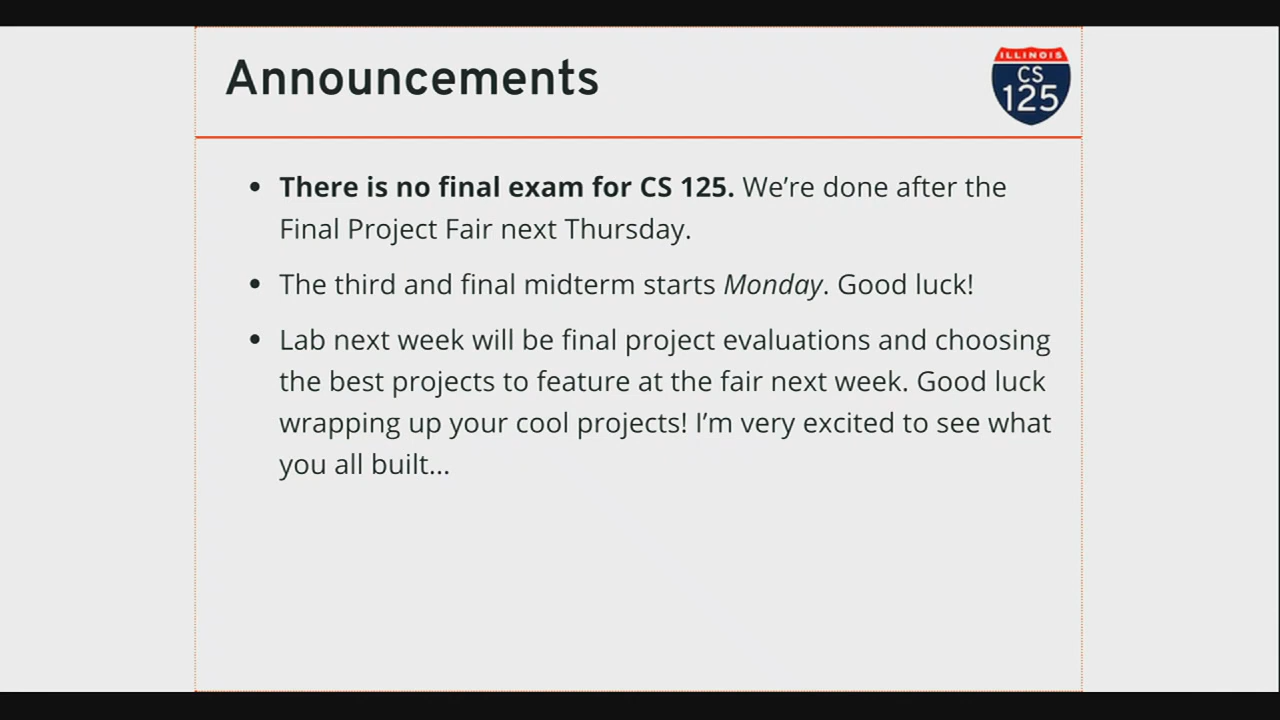 Announcements
ILLINOIS
CS
125
• There is no final exam for CS 125. We’re done after the
Final Project Fair next Thursday.
• The third and final midterm starts Monday. Good luck!
• Lab next week will be final project evaluations and choosing
the best projects to feature at the fair next week. Good luck
wrapping up your cool projects! I’m very excited to see what
you all built...